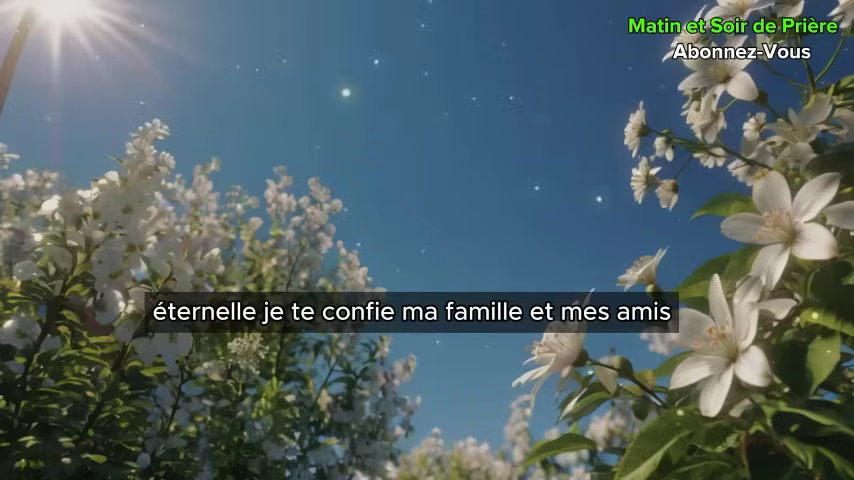 Matin et Soir de Prière
Abonnez-Vous
éternelle je te confie ma famille et mes amis